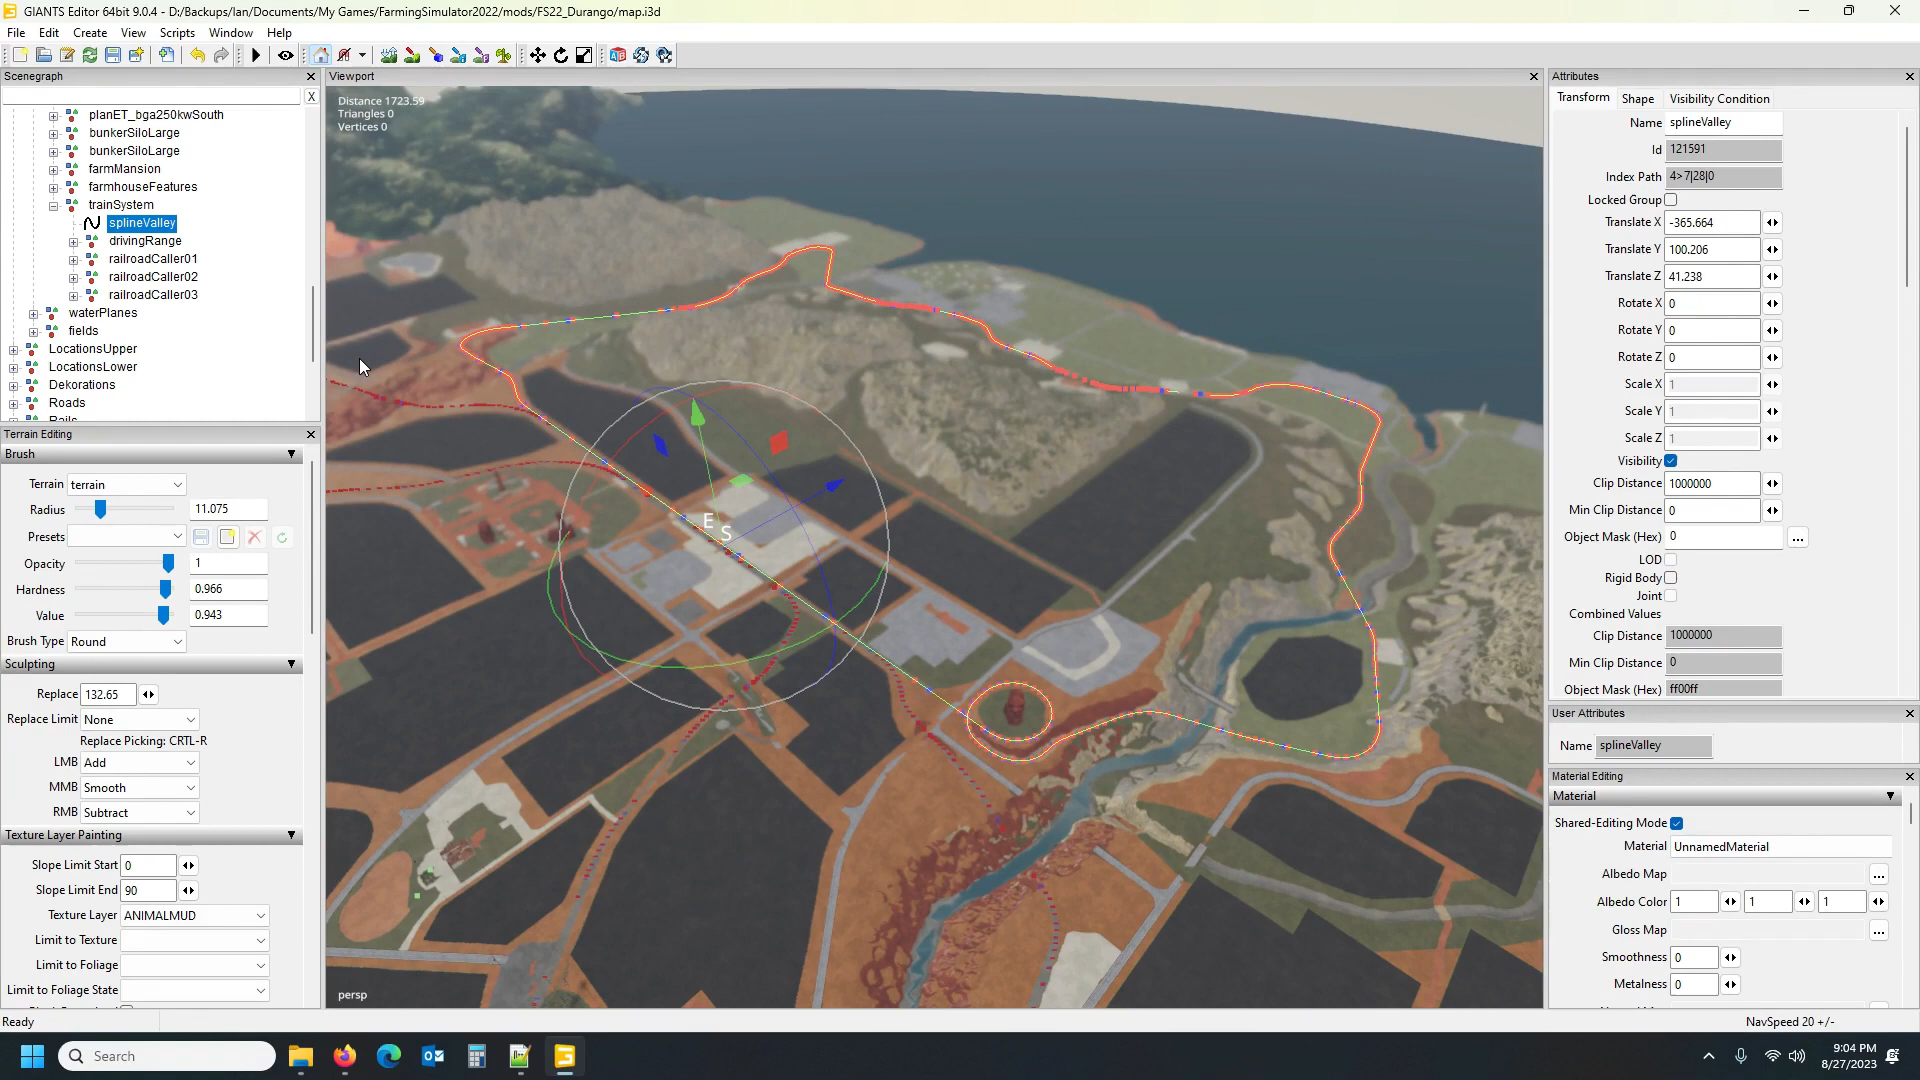 GIANTS Editor 64bit 9.0.4 - D:/Backups/Ian/Documents/My Games/FarmingSimulator2022/mods/FS22_Durango/map.i3d
File Edit Create View Scripts Window Help
Scenegraph
X
planET_bga250kwSouth
bunkerSiloLarge
bunkerSiloLarge
farmMansion
farmhouseFeatures
trainSystem
splineValley
drivingRange
railroadCaller01
railroadCaller02
railroadCaller03
waterPlanes
fields
LocationsUpper
LocationsLower
Dekorations
Roads
Rails
Terrain Editing
Brush
Terrain terrain
Radius 11.075
Presets
Opacity 1
Hardness 0.966
Value 0.943
Brush Type Round
Sculpting
Replace 132.65
Replace Limit None
Replace Picking: CRTL-R
LMB Add
MMB Smooth
RMB Subtract
Texture Layer Painting
Slope Limit Start 0
Slope Limit End 90
Texture Layer ANIMALMUD
Limit to Texture
Limit to Foliage
Limit to Foliage State
Viewport
Distance 1723.59
Triangles 0
Vertices 0
E
S
persp
Attributes
Transform Shape Visibility Condition
Name splineValley
Id 121591
Index Path 4>7|28|0
Locked Group
Translate X -365.664
Translate Y 100.206
Translate Z 41.238
Rotate X 0
Rotate Y 0
Rotate Z 0
Scale X 1
Scale Y 1
Scale Z 1
Visibility
Clip Distance 1000000
Min Clip Distance 0
Object Mask (Hex) 0 ...
LOD
Rigid Body
Joint
Combined Values
Clip Distance 1000000
Min Clip Distance 0
Object Mask (Hex) ff00ff
User Attributes
Name splineValley
Material Editing
Material
Shared-Editing Mode
Material UnnamedMaterial
Albedo Map ...
Albedo Color 1 1 1
Gloss Map ...
Smoothness 0
Metalness 0
Ready
NavSpeed 20 +/-
Search
9:04 PM
8/27/2023